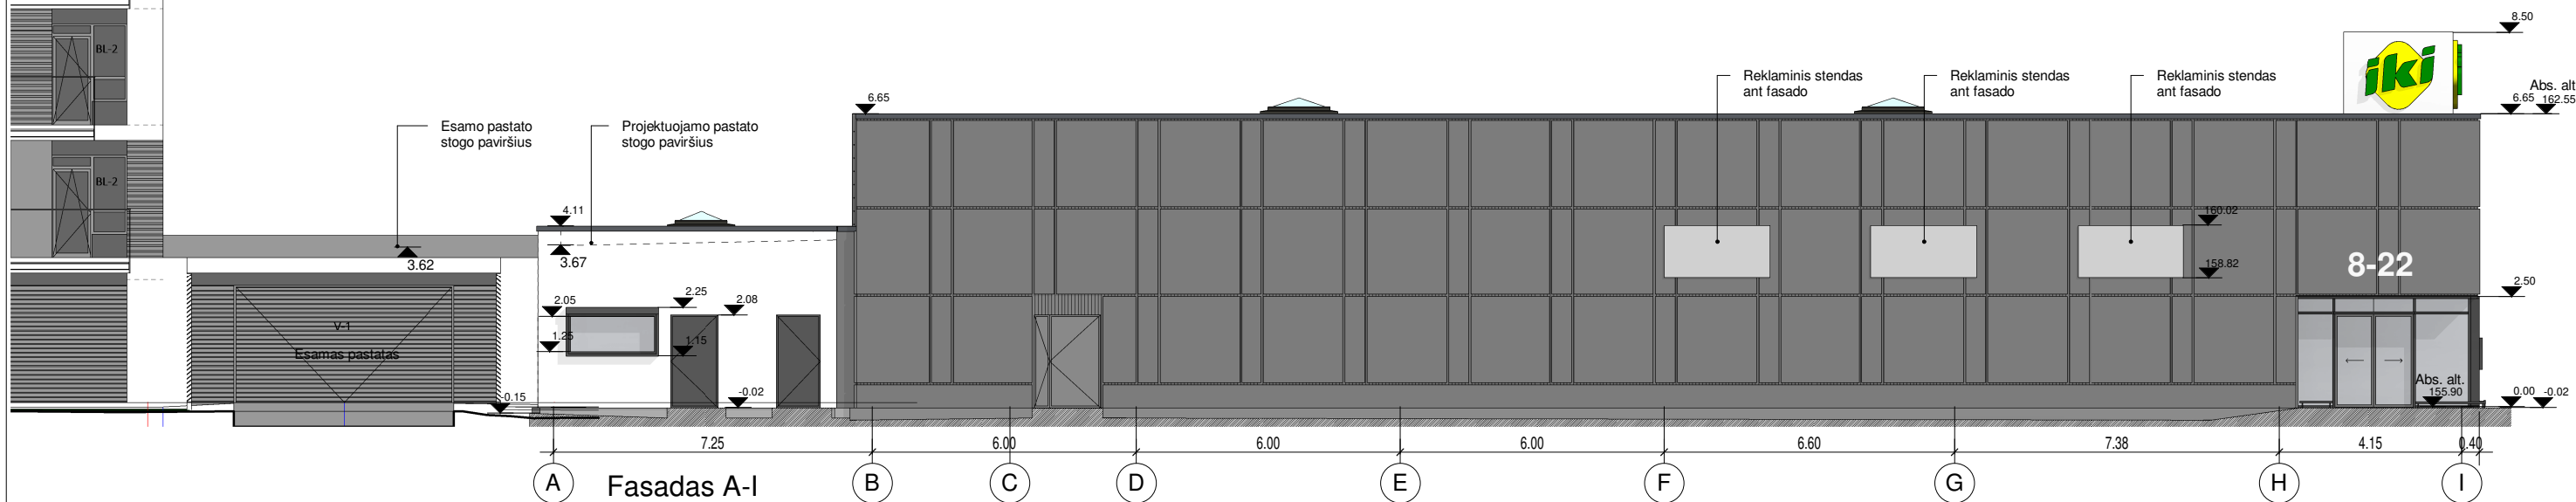 8.50
iki
Reklaminis stendas
ant fasado
Reklaminis stendas
ant fasado
Reklaminis stendas
ant fasado
BL-2
Abs. alt
6.65
6.65
162.55
Esamo pastato
stogo paviršius
Projektuojamo pastato
stogo paviršius
BL-2
4.11
160.02
3.62
3.67
158.82
8-22
2.05
2.25
2.08
2.50
V-1
Esamas pastatas
1.25
1.15
Abs. alt.
-0.15
-0.02
155.90
0.00
-0.02
7.25
6.00
6.00
6.00
6.60
7.38
4.15
0.40
A
B
C
D
E
F
G
H
I
Fasadas A-I